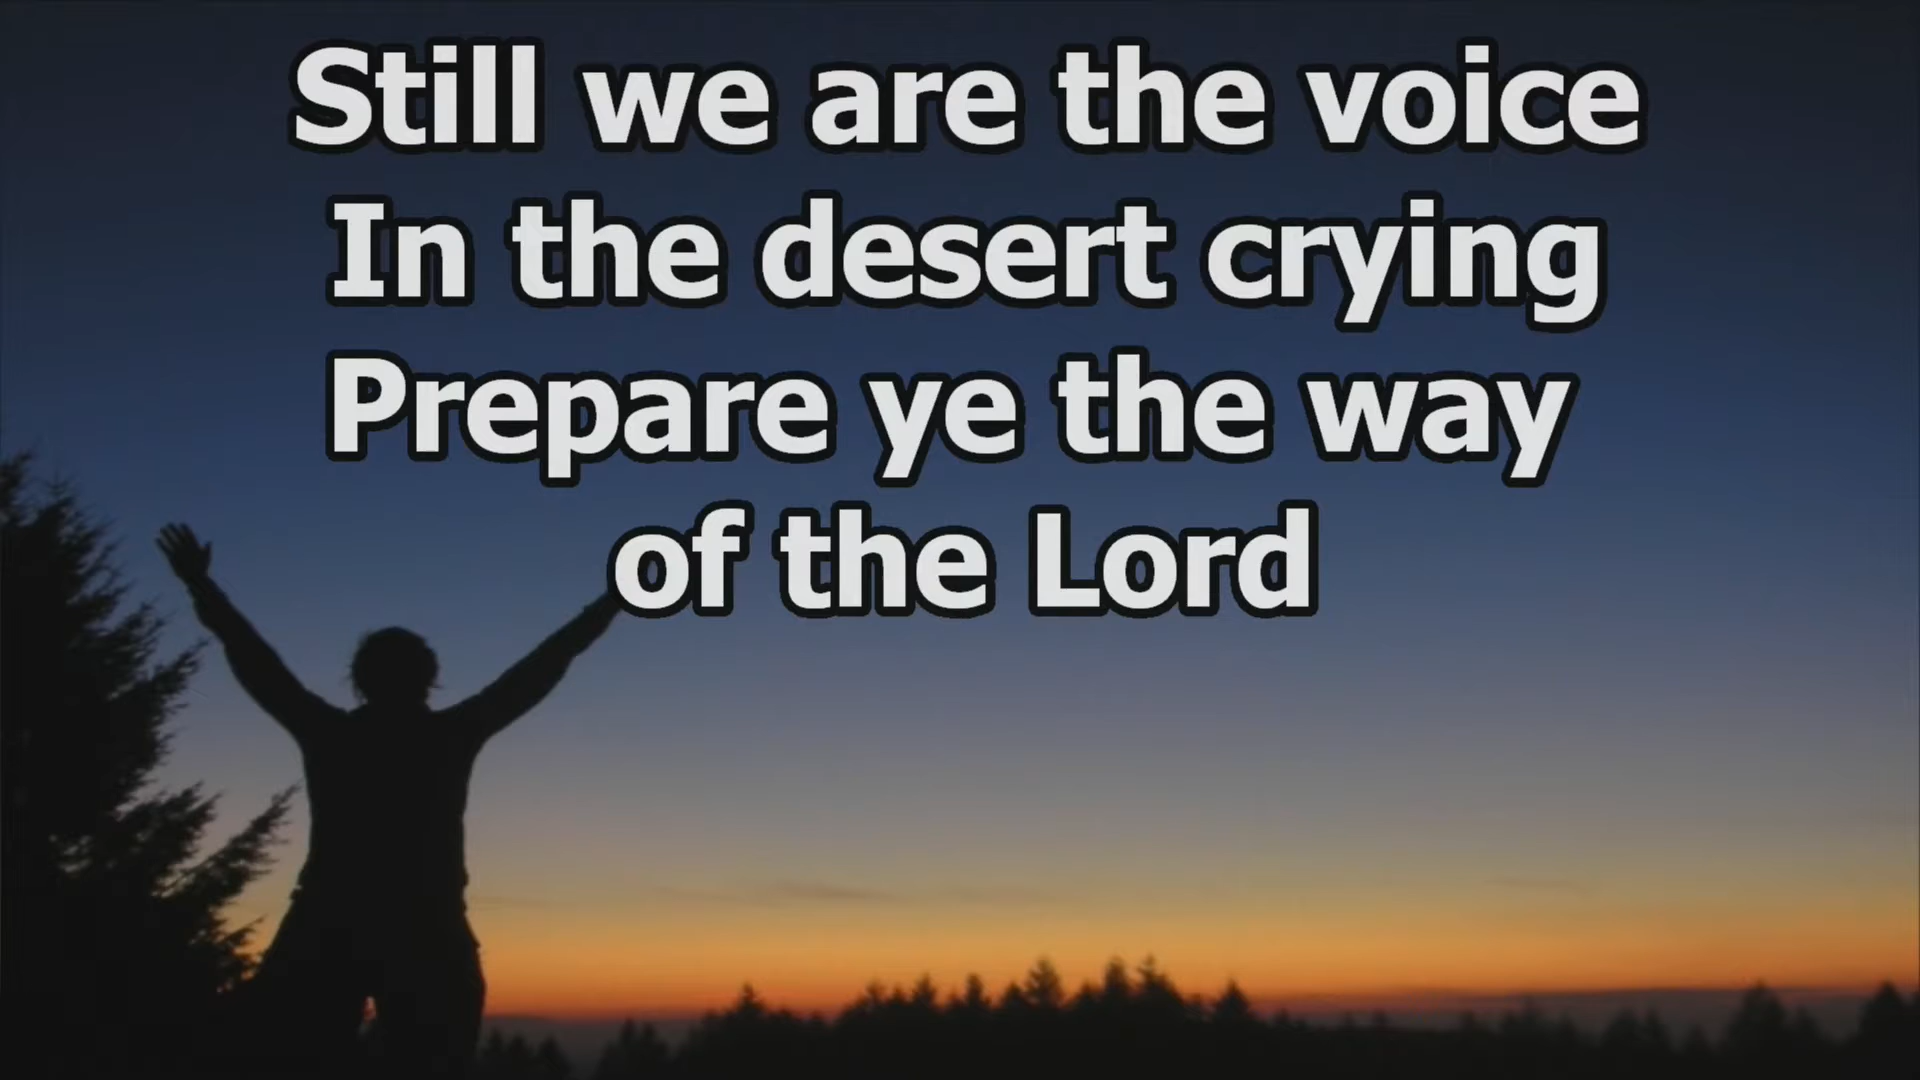 Still we are the voice
In the desert crying
Prepare ye the way
of the Lord